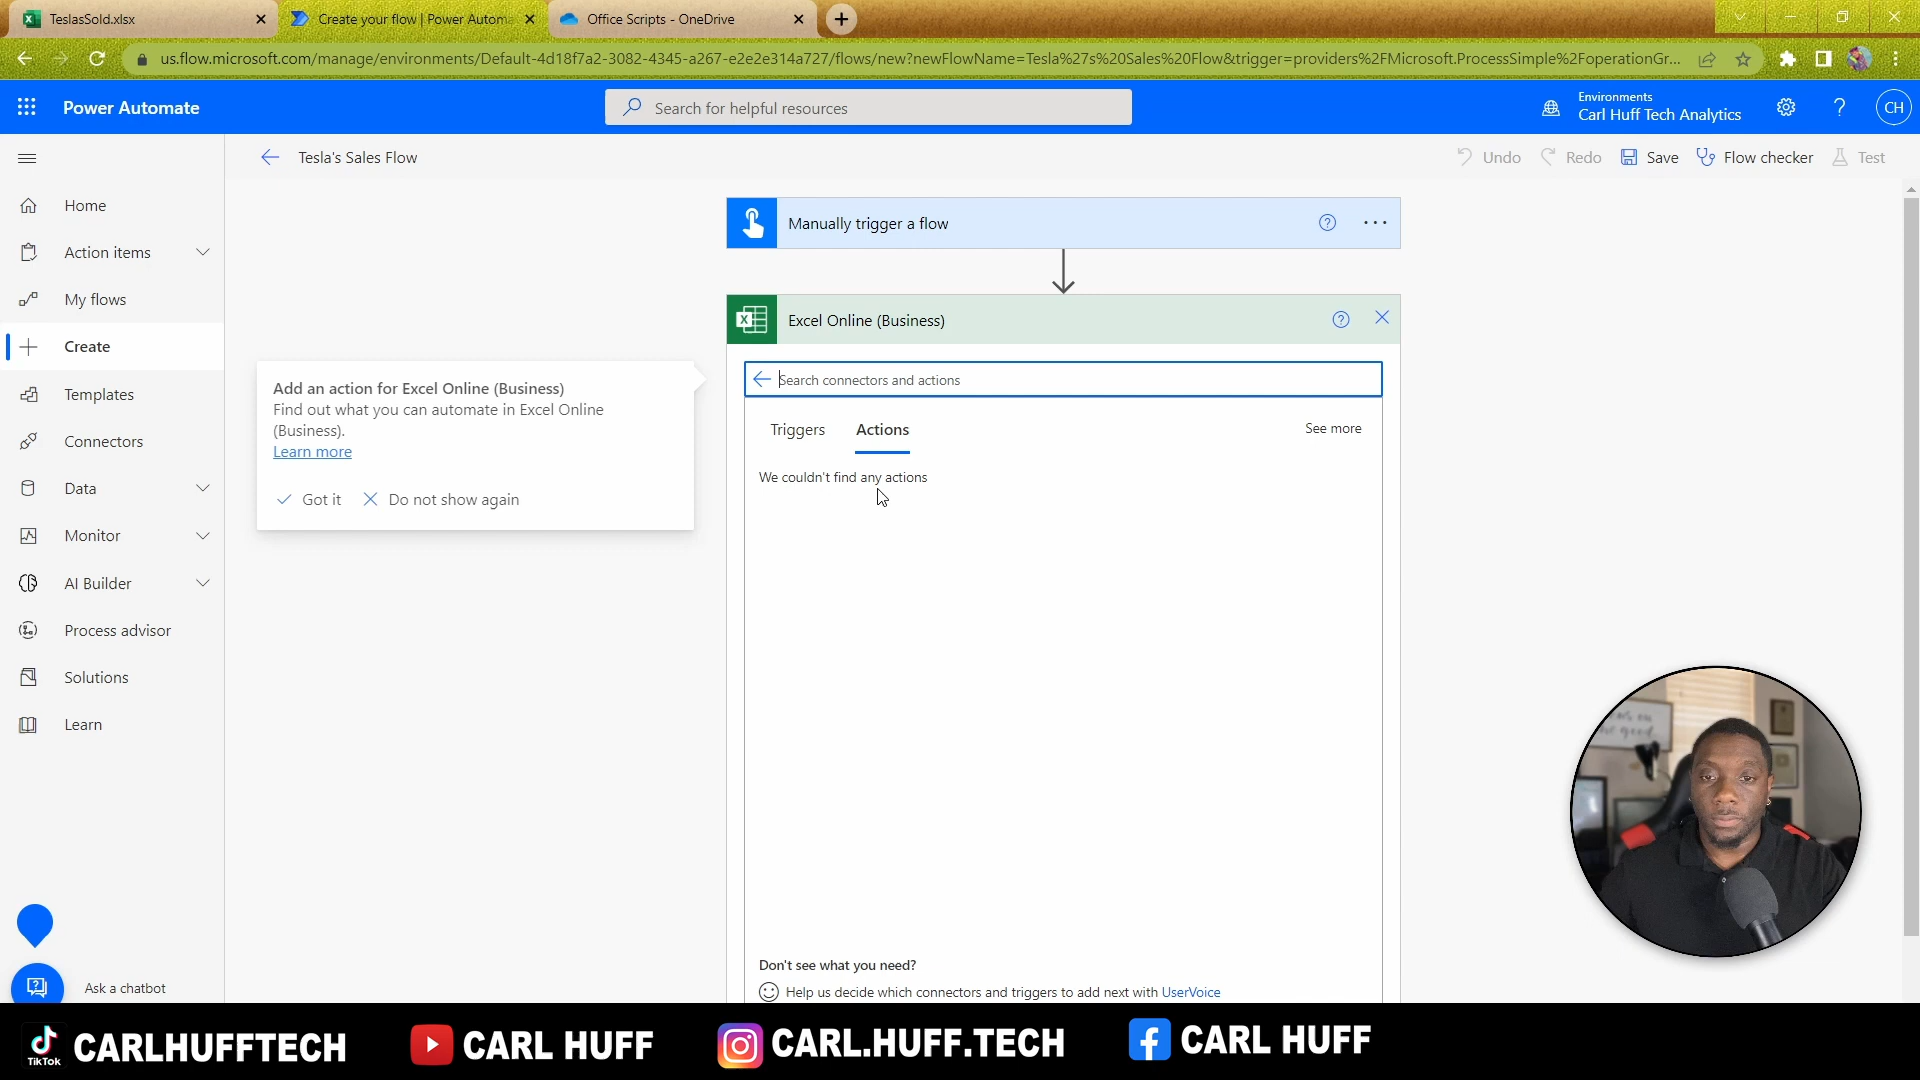 TeslasSold.xlsx
Create your flow | Power Automa
Office Scripts - OneDrive
us.flow.microsoft.com/manage/environments/Default-4d18f7a2-3082-4345-a267-e2e2e314a727/flows/new?newFlowName=Tesla%27s%20Sales%20Flow&trigger=providers%2FMicrosoft.ProcessSimple%2FoperationGr...
Power Automate
Search for helpful resources
Environments
Carl Huff Tech Analytics
CH
Tesla's Sales Flow
Undo
Redo
Save
Flow checker
Test
Home
Action items
My flows
Create
Templates
Connectors
Data
Monitor
AI Builder
Process advisor
Solutions
Learn
Ask a chatbot
Manually trigger a flow
Excel Online (Business)
Add an action for Excel Online (Business)
Find out what you can automate in Excel Online
(Business).
Learn more
Got it
Do not show again
Search connectors and actions
Triggers
Actions
See more
We couldn't find any actions
Don't see what you need?
Help us decide which connectors and triggers to add next with UserVoice
TikTok
CARLHUFFTECH
CARL HUFF
CARL.HUFF.TECH
CARL HUFF